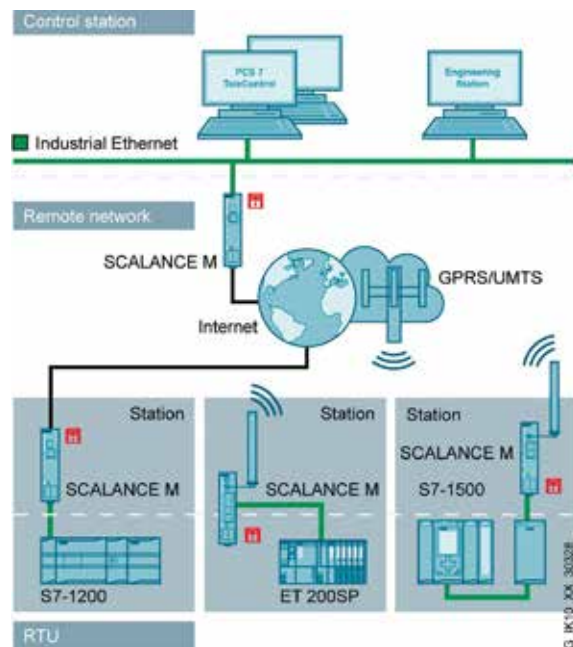 Control station
PCS 7
TeleControl
Engineering
Station
Industrial Ethernet
Remote network
SCALANCE M
GPRS/UMTS
Internet
Station
Station
Station
SCALANCE M
SCALANCE M
SCALANCE M
S7-1500
S7-1200
ET 200SP
RTU
G_IK10_XX_30328